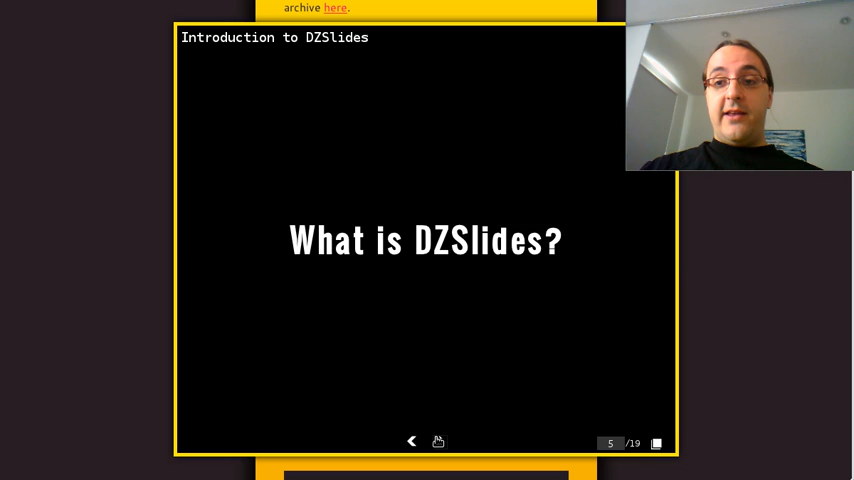 archive here.
Introduction to DZSlides
What is DZSlides?
5 /19